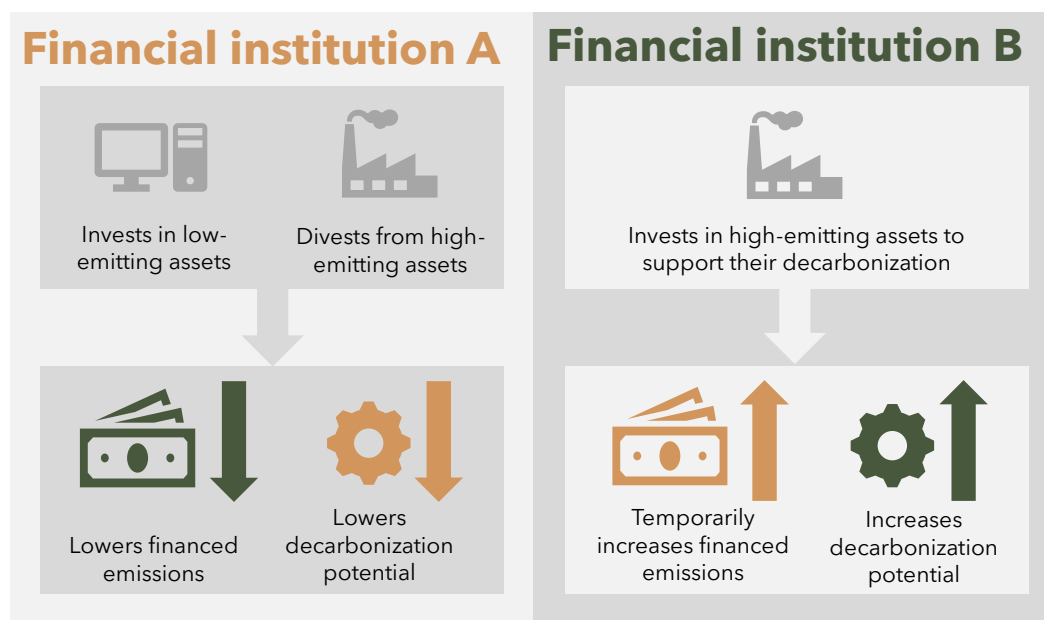 Financial institution A
Invests in low-
emitting assets
Divests from high-
emitting assets
Lowers financed
emissions
Lowers
decarbonization
potential
Financial institution B
Invests in high-emitting assets to
support their decarbonization
Temporarily
increases financed
emissions
Increases
decarbonization
potential